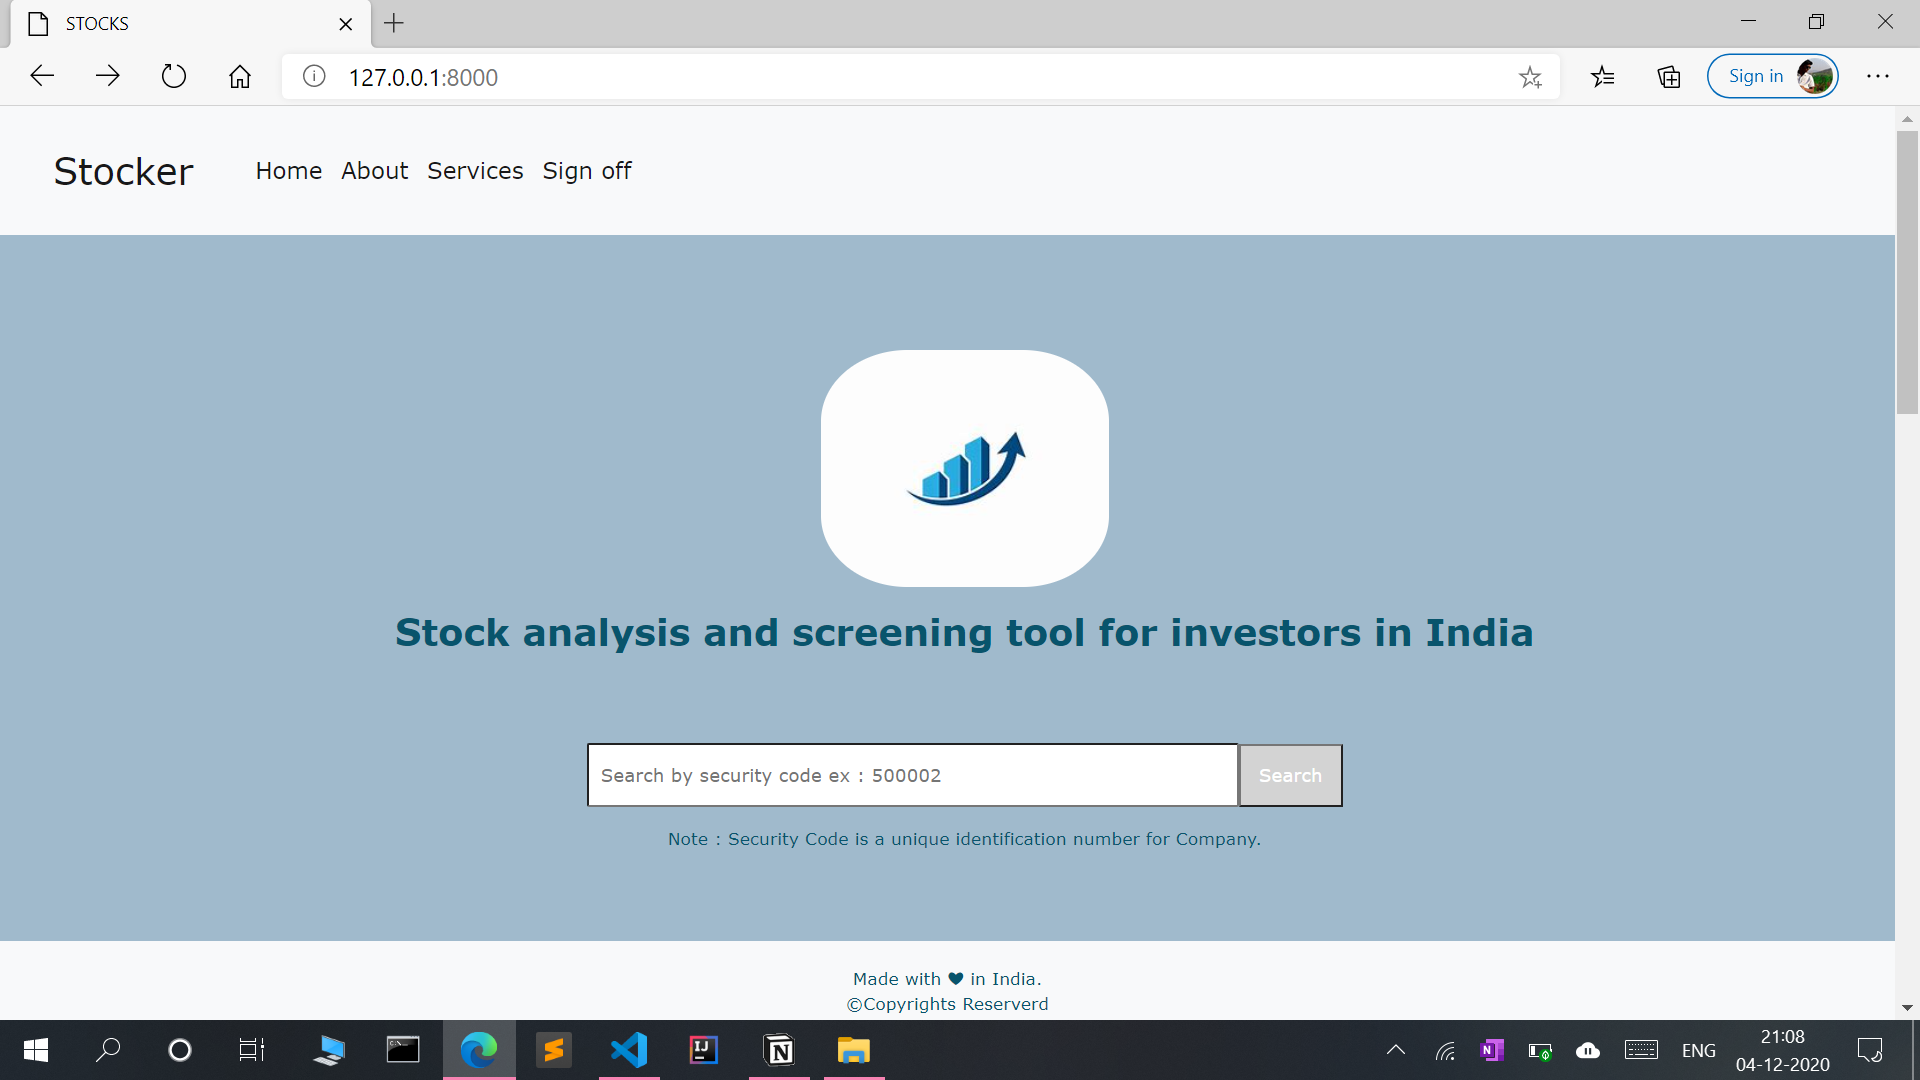 STOCKS
127.0.0.1:8000
Sign in
Stocker
Home About Services Sign off
Stock analysis and screening tool for investors in India
Search by security code ex : 500002
Search
Note : Security Code is a unique identification number for Company.
Made with ♥ in India.
©Copyrights Reserverd
C:\_
S
IJ
N
N
ENG
21:08
04-12-2020